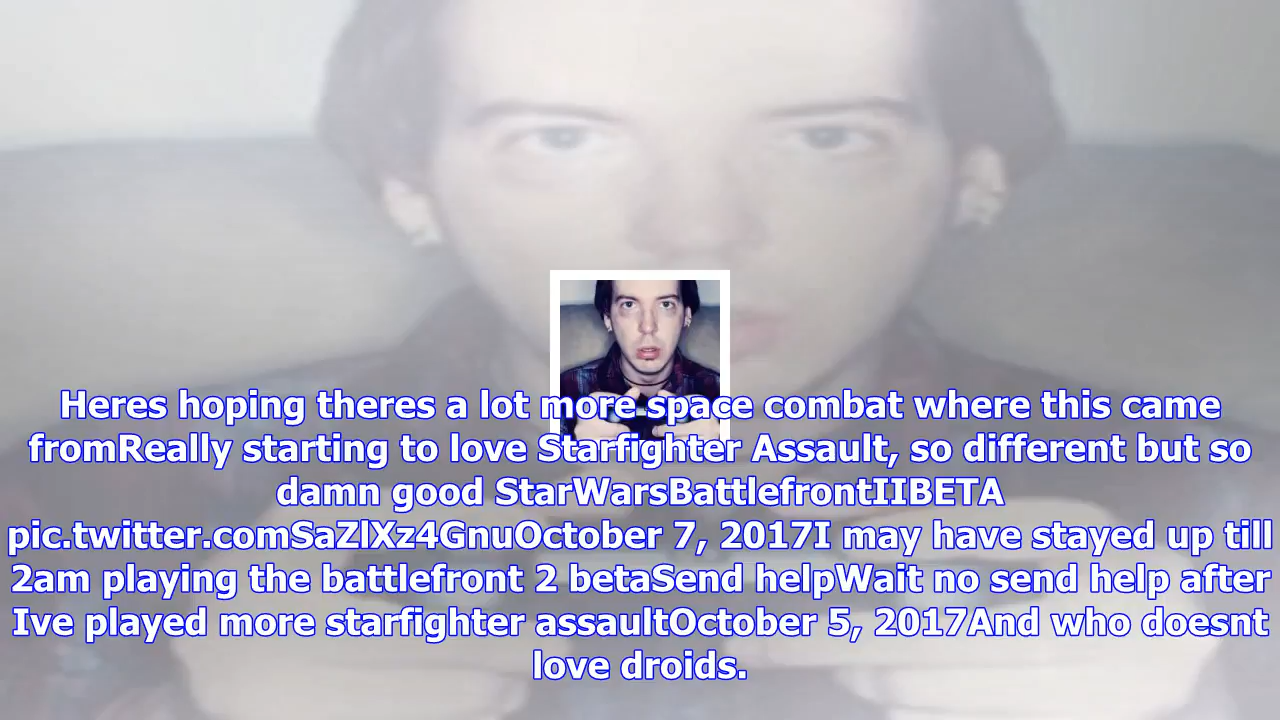 Heres hoping theres a lot more space combat where this came
fromReally starting to love Starfighter Assault, so different but so
damn good StarWarsBattlefrontIIBETA
pic.twitter.comSaZlXz4GnuOctober 7, 2017I may have stayed up till
2am playing the battlefront 2 betaSend helpWait no send help after
Ive played more starfighter assaultOctober 5, 2017And who doesnt
love droids.